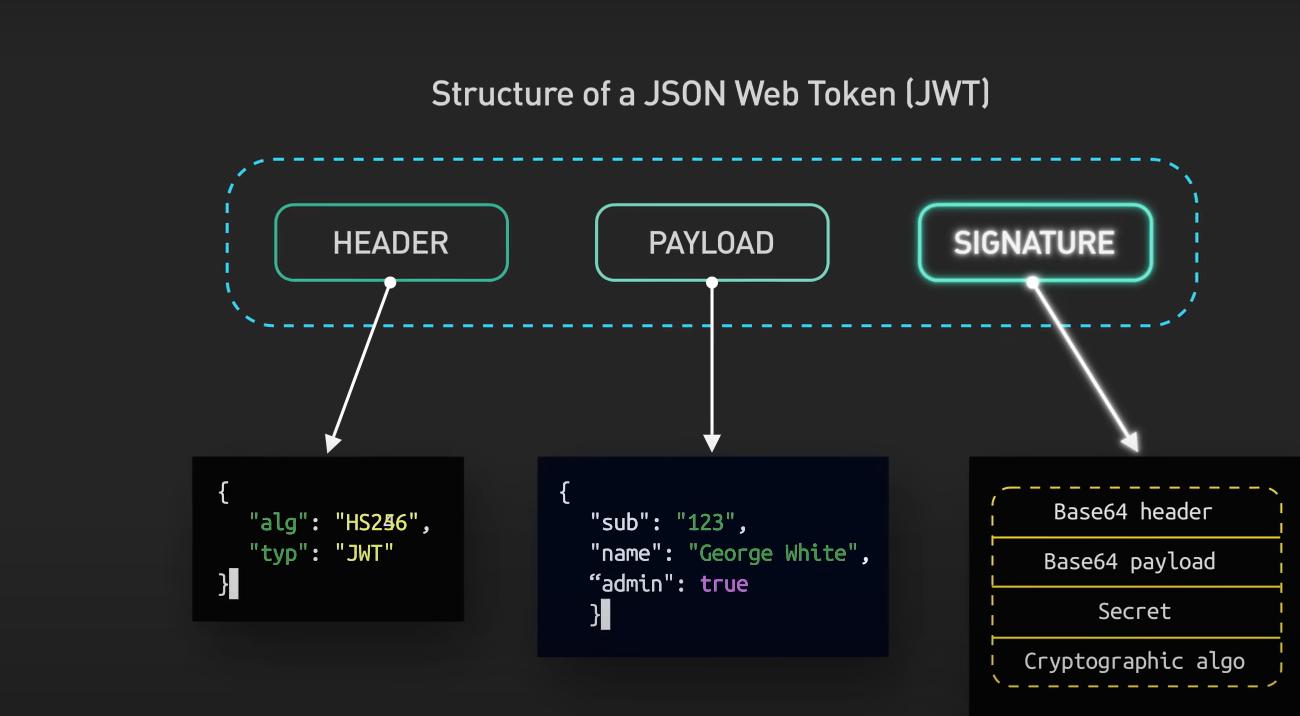 Structure of a JSON Web Token (JWT)
HEADER
PAYLOAD
SIGNATURE
{
"alg": "HS256",
"typ": "JWT"
}
{
"sub": "123",
"name": "George White",
“admin": true
}
Base64 header
Base64 payload
Secret
Cryptographic algo